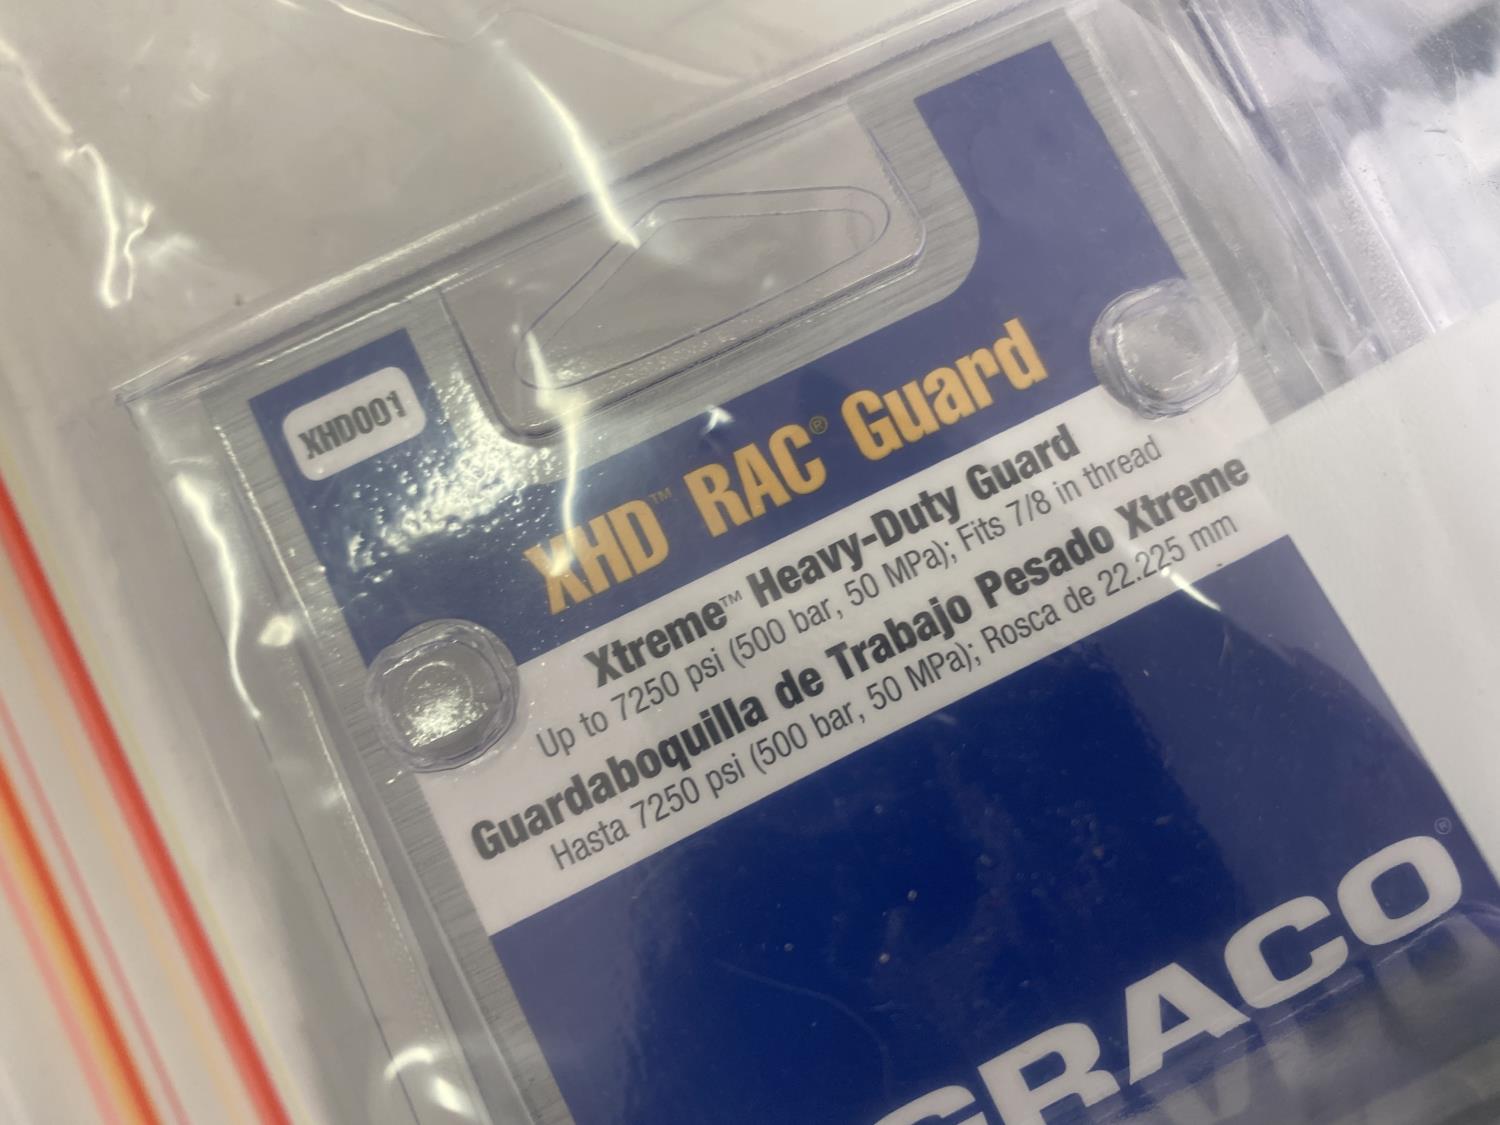 XHD001
XHD™ RAC® Guard
Xtreme™ Heavy-Duty Guard
Up to 7250 psi (500 bar, 50 MPa); Fits 7/8 in thread
Guardaboquilla de Trabajo Pesado Xtreme
Hasta 7250 psi (500 bar, 50 MPa); Rosca de 22.225 mm
GRACO®